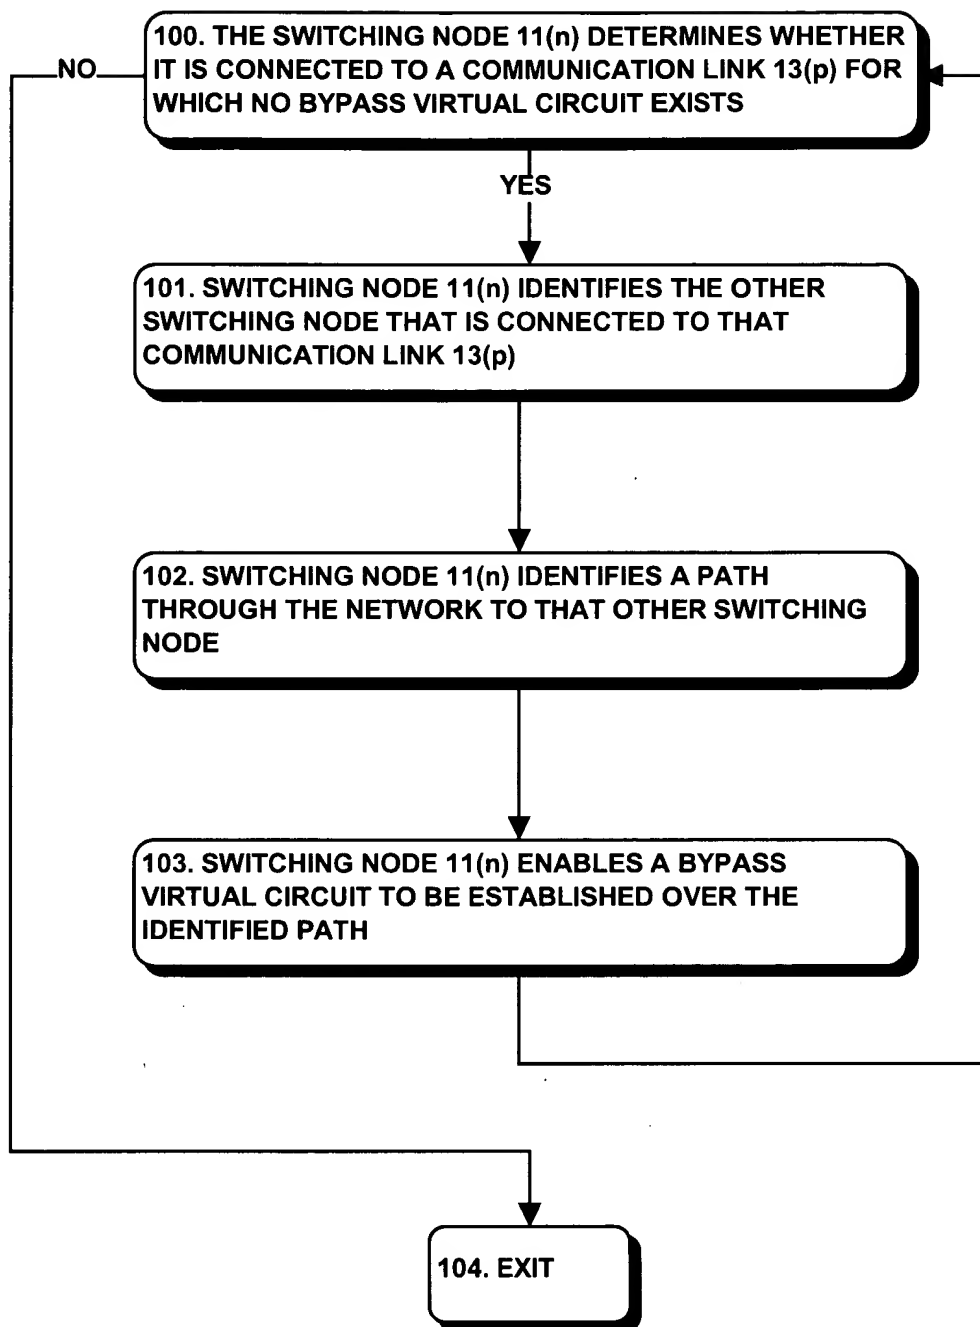 100. THE SWITCHING NODE 11(n) DETERMINES WHETHER
IT IS CONNECTED TO A COMMUNICATION LINK 13(p) FOR
WHICH NO BYPASS VIRTUAL CIRCUIT EXISTS
NO
YES
101. SWITCHING NODE 11(n) IDENTIFIES THE OTHER
SWITCHING NODE THAT IS CONNECTED TO THAT
COMMUNICATION LINK 13(p)
102. SWITCHING NODE 11(n) IDENTIFIES A PATH
THROUGH THE NETWORK TO THAT OTHER SWITCHING
NODE
103. SWITCHING NODE 11(n) ENABLES A BYPASS
VIRTUAL CIRCUIT TO BE ESTABLISHED OVER THE
IDENTIFIED PATH
104. EXIT